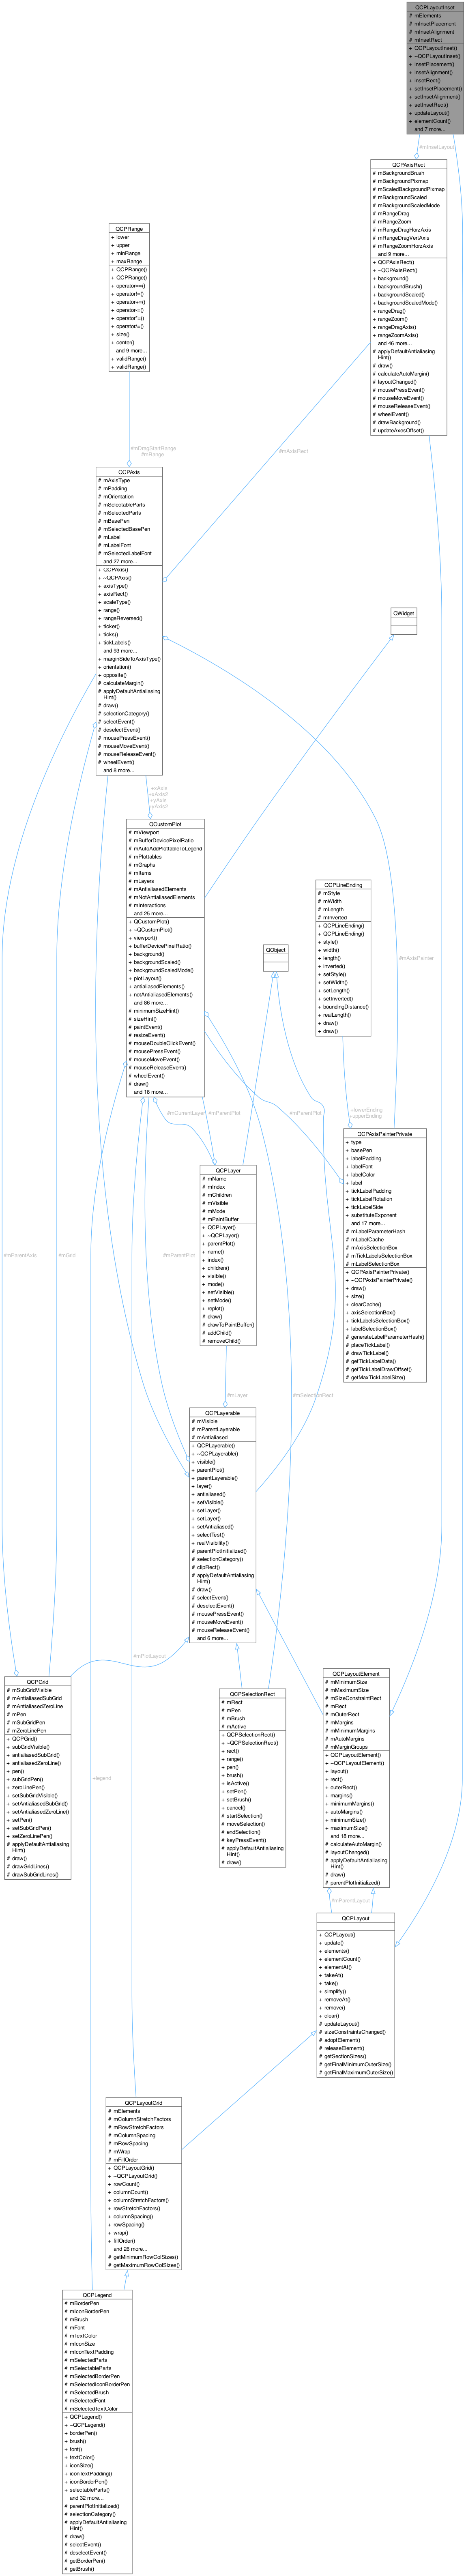 QCPLayoutInset
# mElements
# mInsetPlacement
# mInsetAlignment
# mInsetRect
+ QCPLayoutInset()
+ ~QCPLayoutInset()
+ insetPlacement()
+ insetAlignment()
+ insetRect()
+ setInsetPlacement()
+ setInsetAlignment()
+ setInsetRect()
+ updateLayout()
+ elementCount()
and 7 more...
#mInsetLayout
QCPAxisRect
# mBackgroundBrush
# mBackgroundPixmap
# mScaledBackgroundPixmap
# mBackgroundScaled
# mBackgroundScaledMode
# mRangeDrag
# mRangeZoom
# mRangeDragHorzAxis
# mRangeDragVertAxis
# mRangeZoomHorzAxis
and 9 more...
+ QCPAxisRect()
+ ~QCPAxisRect()
+ background()
+ backgroundBrush()
+ backgroundScaled()
+ backgroundScaledMode()
+ rangeDrag()
+ rangeZoom()
+ rangeDragAxis()
+ rangeZoomAxis()
and 46 more...
# applyDefaultAntialiasing
Hint()
# draw()
# calculateAutoMargin()
# layoutChanged()
# mousePressEvent()
# mouseMoveEvent()
# mouseReleaseEvent()
# wheelEvent()
# drawBackground()
# updateAxesOffset()
QCPRange
+ lower
+ upper
+ minRange
+ maxRange
+ QCPRange()
+ QCPRange()
+ operator+=()
+ operator-=()
+ operator*=()
+ operator/=()
+ size()
+ center()
and 9 more...
+ validRange()
+ validRange()
#mDragStartRange
#mRange
#mAxisRect
QCPAxis
# mAxisType
# mPadding
# mOrientation
# mSelectableParts
# mSelectedParts
# mBasePen
# mSelectedBasePen
# mLabel
# mLabelFont
# mSelectedLabelFont
and 27 more...
+ QCPAxis()
+ ~QCPAxis()
+ axisType()
+ axisRect()
+ scaleType()
+ range()
+ rangeReversed()
+ ticker()
+ ticks()
+ tickLabels()
and 93 more...
+ marginSideToAxisType()
+ orientation()
+ opposite()
# calculateMargin()
# applyDefaultAntialiasing
Hint()
# draw()
# selectionCategory()
# selectEvent()
# deselectEvent()
# mousePressEvent()
# mouseMoveEvent()
# mouseReleaseEvent()
# wheelEvent()
and 8 more...
QWidget
+xAxis
+xAxis2
+yAxis
+yAxis2
QCustomPlot
# mViewport
# mBufferDevicePixelRatio
# mAutoAddPlottableToLegend
# mPlottables
# mGraphs
# mItems
# mLayers
# mAntialiasedElements
# mNotAntialiasedElements
# mInteractions
and 25 more...
+ QCustomPlot()
+ ~QCustomPlot()
+ viewport()
+ bufferDevicePixelRatio()
+ background()
+ backgroundScaled()
+ backgroundScaledMode()
+ plotLayout()
+ antialiasedElements()
+ notAntialiasedElements()
and 86 more...
# minimumSizeHint()
# sizeHint()
# paintEvent()
# resizeEvent()
# mouseDoubleClickEvent()
# mousePressEvent()
# mouseMoveEvent()
# mouseReleaseEvent()
# wheelEvent()
# draw()
and 18 more...
QCPLineEnding
# mStyle
# mWidth
# mLength
# mInverted
+ QCPLineEnding()
+ QCPLineEnding()
+ style()
+ width()
+ length()
+ inverted()
+ setStyle()
+ setWidth()
+ setLength()
+ setInverted()
+ boundingDistance()
+ realLength()
+ draw()
+ draw()
QObject
#mAxisPainter
#mCurrentLayer
#mParentPlot
#mParentPlot
+lowerEnding
+upperEnding
QCPAxisPainterPrivate
+ type
+ basePen
+ labelPadding
+ labelFont
+ labelColor
+ label
+ tickLabelPadding
+ tickLabelRotation
+ tickLabelSide
+ substituteExponent
and 17 more...
# mLabelParameterHash
# mLabelCache
# mAxisSelectionBox
# mTickLabelsSelectionBox
# mLabelSelectionBox
+ QCPAxisPainterPrivate()
+ ~QCPAxisPainterPrivate()
+ draw()
+ size()
+ clearCache()
+ axisSelectionBox()
+ tickLabelsSelectionBox()
+ labelSelectionBox()
# generateLabelParameterHash()
# placeTickLabel()
# drawTickLabel()
# getTickLabelData()
# getTickLabelDrawOffset()
# getMaxTickLabelSize()
QCPLayer
# mName
# mIndex
# mChildren
# mVisible
# mMode
# mPaintBuffer
+ QCPLayer()
+ ~QCPLayer()
+ parentPlot()
+ name()
+ index()
+ children()
+ visible()
+ mode()
+ setVisible()
+ setMode()
+ replot()
# draw()
# drawToPaintBuffer()
# addChild()
# removeChild()
#mParentAxis
#mGrid
#mParentPlot
#mLayer
#mSelectionRect
QCPLayerable
# mVisible
# mParentLayerable
# mAntialiased
+ QCPLayerable()
+ ~QCPLayerable()
+ visible()
+ parentPlot()
+ parentLayerable()
+ layer()
+ antialiased()
+ setVisible()
+ setLayer()
+ setLayer()
+ setAntialiased()
+ selectTest()
+ realVisibility()
# parentPlotInitialized()
# selectionCategory()
# clipRect()
# applyDefaultAntialiasing
Hint()
# draw()
# selectEvent()
# deselectEvent()
# mousePressEvent()
# mouseMoveEvent()
# mouseReleaseEvent()
and 6 more...
#mPlotLayout
QCPGrid
# mSubGridVisible
# mAntialiasedSubGrid
# mAntialiasedZeroLine
# mPen
# mSubGridPen
# mZeroLinePen
+ QCPGrid()
+ subGridVisible()
+ antialiasedSubGrid()
+ antialiasedZeroLine()
+ pen()
+ subGridPen()
+ zeroLinePen()
+ setSubGridVisible()
+ setAntialiasedSubGrid()
+ setAntialiasedZeroLine()
+ setPen()
+ setSubGridPen()
+ setZeroLinePen()
# applyDefaultAntialiasing
Hint()
# draw()
# drawGridLines()
# drawSubGridLines()
QCPSelectionRect
# mRect
# mPen
# mBrush
# mActive
+ QCPSelectionRect()
+ ~QCPSelectionRect()
+ rect()
+ range()
+ pen()
+ brush()
+ isActive()
+ setPen()
+ setBrush()
+ cancel()
# startSelection()
# moveSelection()
# endSelection()
# keyPressEvent()
# applyDefaultAntialiasing
Hint()
# draw()
QCPLayoutElement
# mMinimumSize
# mMaximumSize
# mSizeConstraintRect
# mRect
# mOuterRect
# mMargins
# mMinimumMargins
# mAutoMargins
# mMarginGroups
+ QCPLayoutElement()
+ ~QCPLayoutElement()
+ layout()
+ rect()
+ outerRect()
+ margins()
+ minimumMargins()
+ autoMargins()
+ minimumSize()
+ maximumSize()
and 16 more...
# calculateAutoMargin()
# layoutChanged()
# applyDefaultAntialiasing
Hint()
# draw()
# parentPlotInitialized()
+legend
#mParentLayout
QCPLayout
+ QCPLayout()
+ update()
+ elements()
+ elementCount()
+ elementAt()
+ takeAt()
+ take()
+ simplify()
+ removeAt()
+ remove()
+ clear()
# updateLayout()
# sizeConstraintsChanged()
# adoptElement()
# releaseElement()
# getSectionSizes()
# getFinalMinimumOuterSize()
# getFinalMaximumOuterSize()
QCPLayoutGrid
# mElements
# mColumnStretchFactors
# mRowStretchFactors
# mColumnSpacing
# mRowSpacing
# mWrap
# mFillOrder
+ QCPLayoutGrid()
+ ~QCPLayoutGrid()
+ rowCount()
+ columnCount()
+ columnStretchFactors()
+ rowStretchFactors()
+ columnSpacing()
+ rowSpacing()
+ wrap()
+ fillOrder()
and 26 more...
# getMinimumRowColSizes()
# getMaximumRowColSizes()
QCPLegend
# mBorderPen
# mIconBorderPen
# mBrush
# mFont
# mTextColor
# mIconSize
# mIconTextPadding
# mSelectedParts
# mSelectableParts
# mSelectedBorderPen
# mSelectedIconBorderPen
# mSelectedBrush
# mSelectedFont
# mSelectedTextColor
+ QCPLegend()
+ ~QCPLegend()
+ borderPen()
+ brush()
+ font()
+ textColor()
+ iconSize()
+ iconTextPadding()
+ iconBorderPen()
+ selectableParts()
and 32 more...
# parentPlotInitialized()
# selectionCategory()
# applyDefaultAntialiasing
Hint()
# draw()
# selectEvent()
# deselectEvent()
# getBorderPen()
# getBrush()